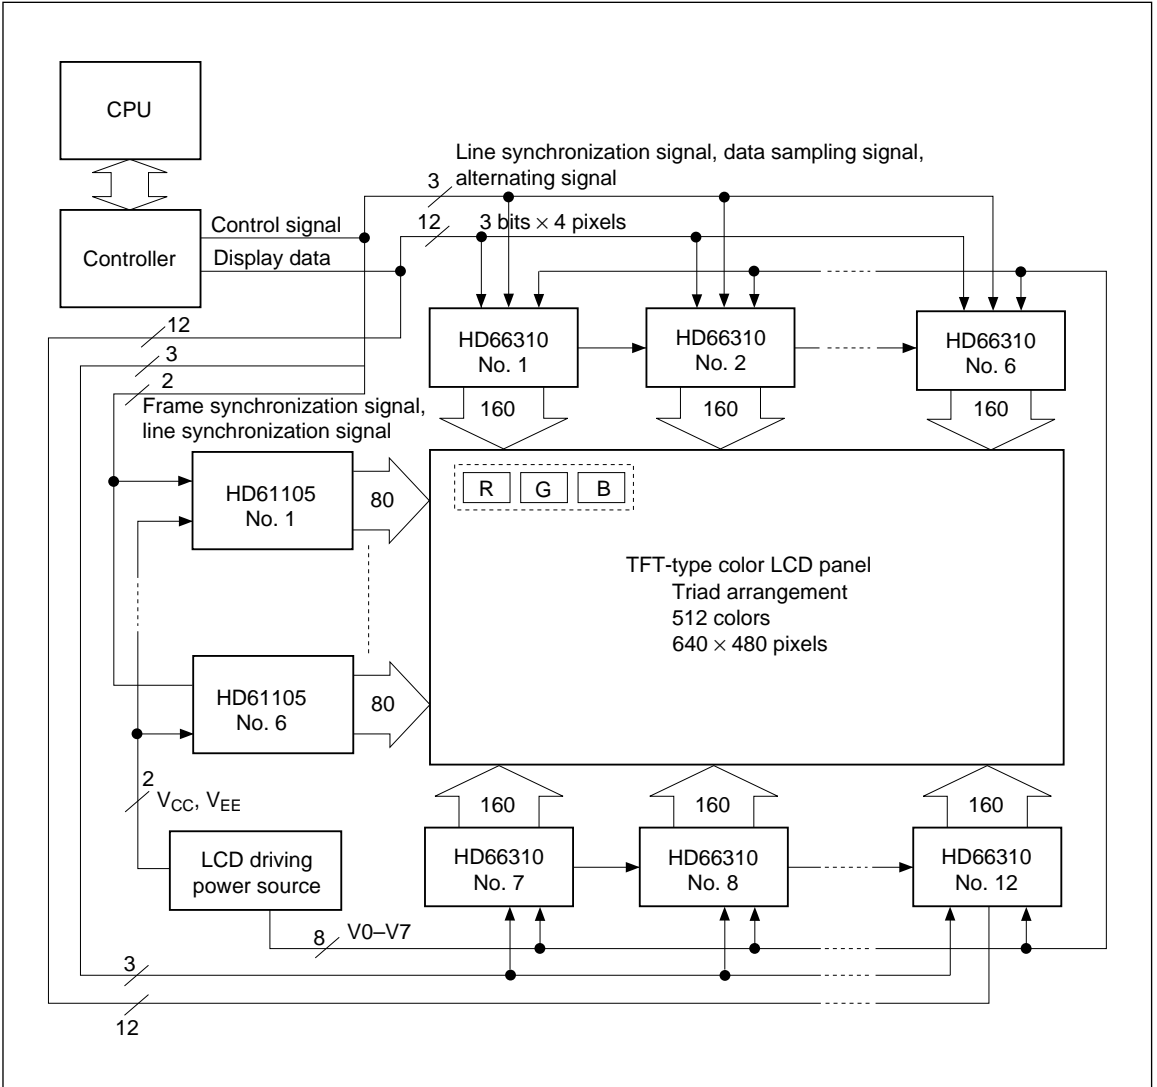 CPU
Line synchronization signal, data sampling signal,
alternating signal
3
Controller
Control signal
Display data
12
3 bits × 4 pixels
12
3
2
Frame synchronization signal,
line synchronization signal
HD66310
No. 1
HD66310
No. 2
HD66310
No. 6
160
160
160
HD61105
No. 1
80
R
G
B
TFT-type color LCD panel
Triad arrangement
512 colors
640 × 480 pixels
HD61105
No. 6
80
2
VCC, VEE
160
160
160
LCD driving
power source
HD66310
No. 7
HD66310
No. 8
HD66310
No. 12
8
V0–V7
3
12